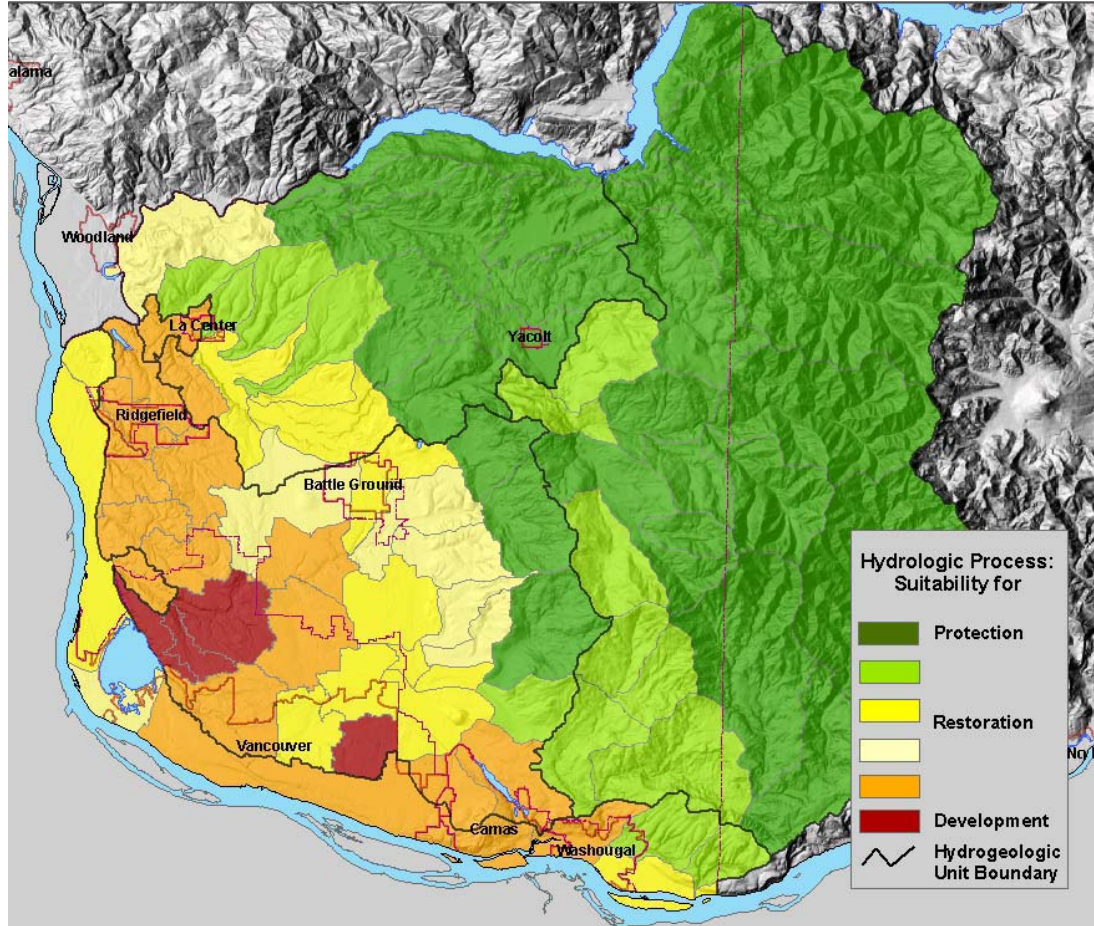 alama
Woodland
La Center
Yacolt
Ridgefield
Battle Ground
Vancouver
Camas
Washougal
Hydrologic Process:
Suitability for
Protection
Restoration
Development
Hydrogeologic
Unit Boundary